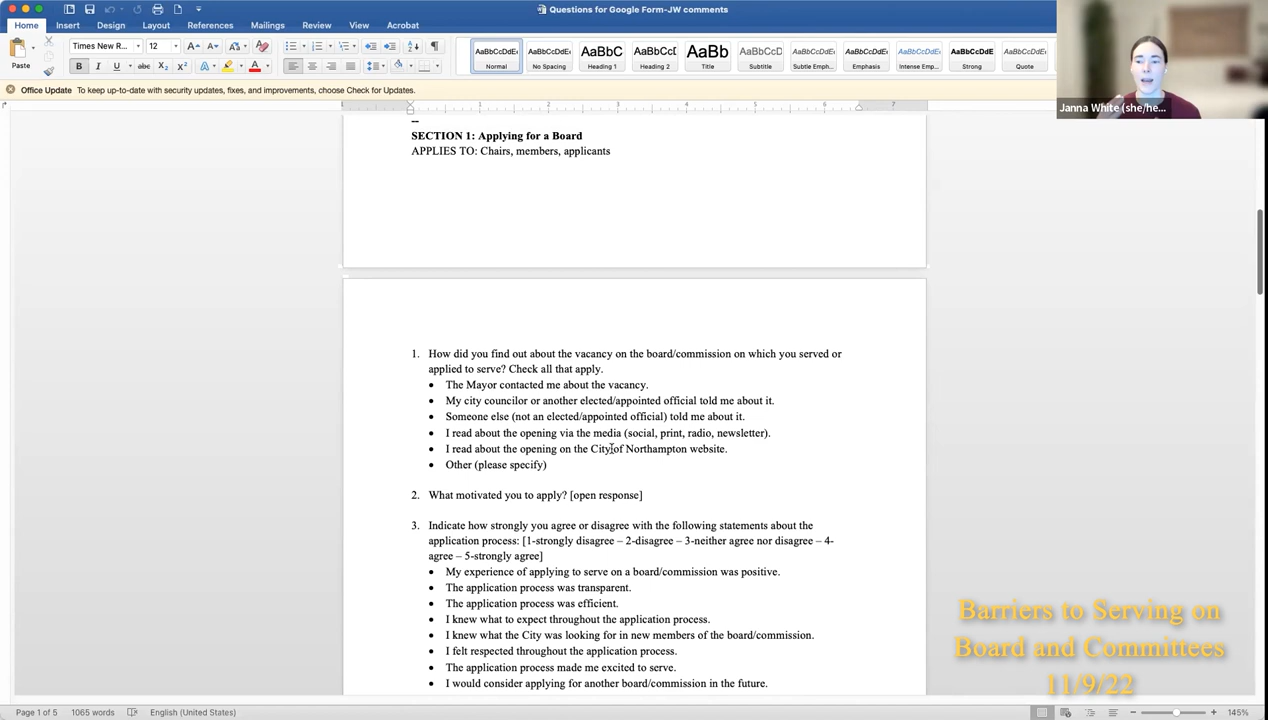 Questions for Google Form-JW comments
Home Insert Design Layout References Mailings Review View Acrobat
Paste
Times New R... 12
AaBbCcDdEe AaBbCcDdEe AaBbC AaBbCcD AaBb AaBbCcD AaBbCcDdEe AaBbCcDdEe AaBbCcDdEe AaBbCcDdE AaBbCcDdEe
Normal No Spacing Heading 1 Heading 2 Title Subtitle Subtle Emph... Emphasis Intense Emp... Strong Quote
Janna White (she/he...
Office Update To keep up-to-date with security updates, fixes, and improvements, choose Check for Updates.
--
SECTION 1: Applying for a Board
APPLIES TO: Chairs, members, applicants
1. How did you find out about the vacancy on the board/commission on which you served or
applied to serve? Check all that apply.
• The Mayor contacted me about the vacancy.
• My city councilor or another elected/appointed official told me about it.
• Someone else (not an elected/appointed official) told me about it.
• I read about the opening via the media (social, print, radio, newsletter).
• I read about the opening on the City of Northampton website.
• Other (please specify)
2. What motivated you to apply? [open response]
3. Indicate how strongly you agree or disagree with the following statements about the
application process: [1-strongly disagree – 2-disagree – 3-neither agree nor disagree – 4-
agree – 5-strongly agree]
• My experience of applying to serve on a board/commission was positive.
• The application process was transparent.
• The application process was efficient.
• I knew what to expect throughout the application process.
• I knew what the City was looking for in new members of the board/commission.
• I felt respected throughout the application process.
• The application process made me excited to serve.
• I would consider applying for another board/commission in the future.
Barriers to Serving on
Board and Committees
11/9/22
Page 1 of 5 1065 words English (United States) 145%